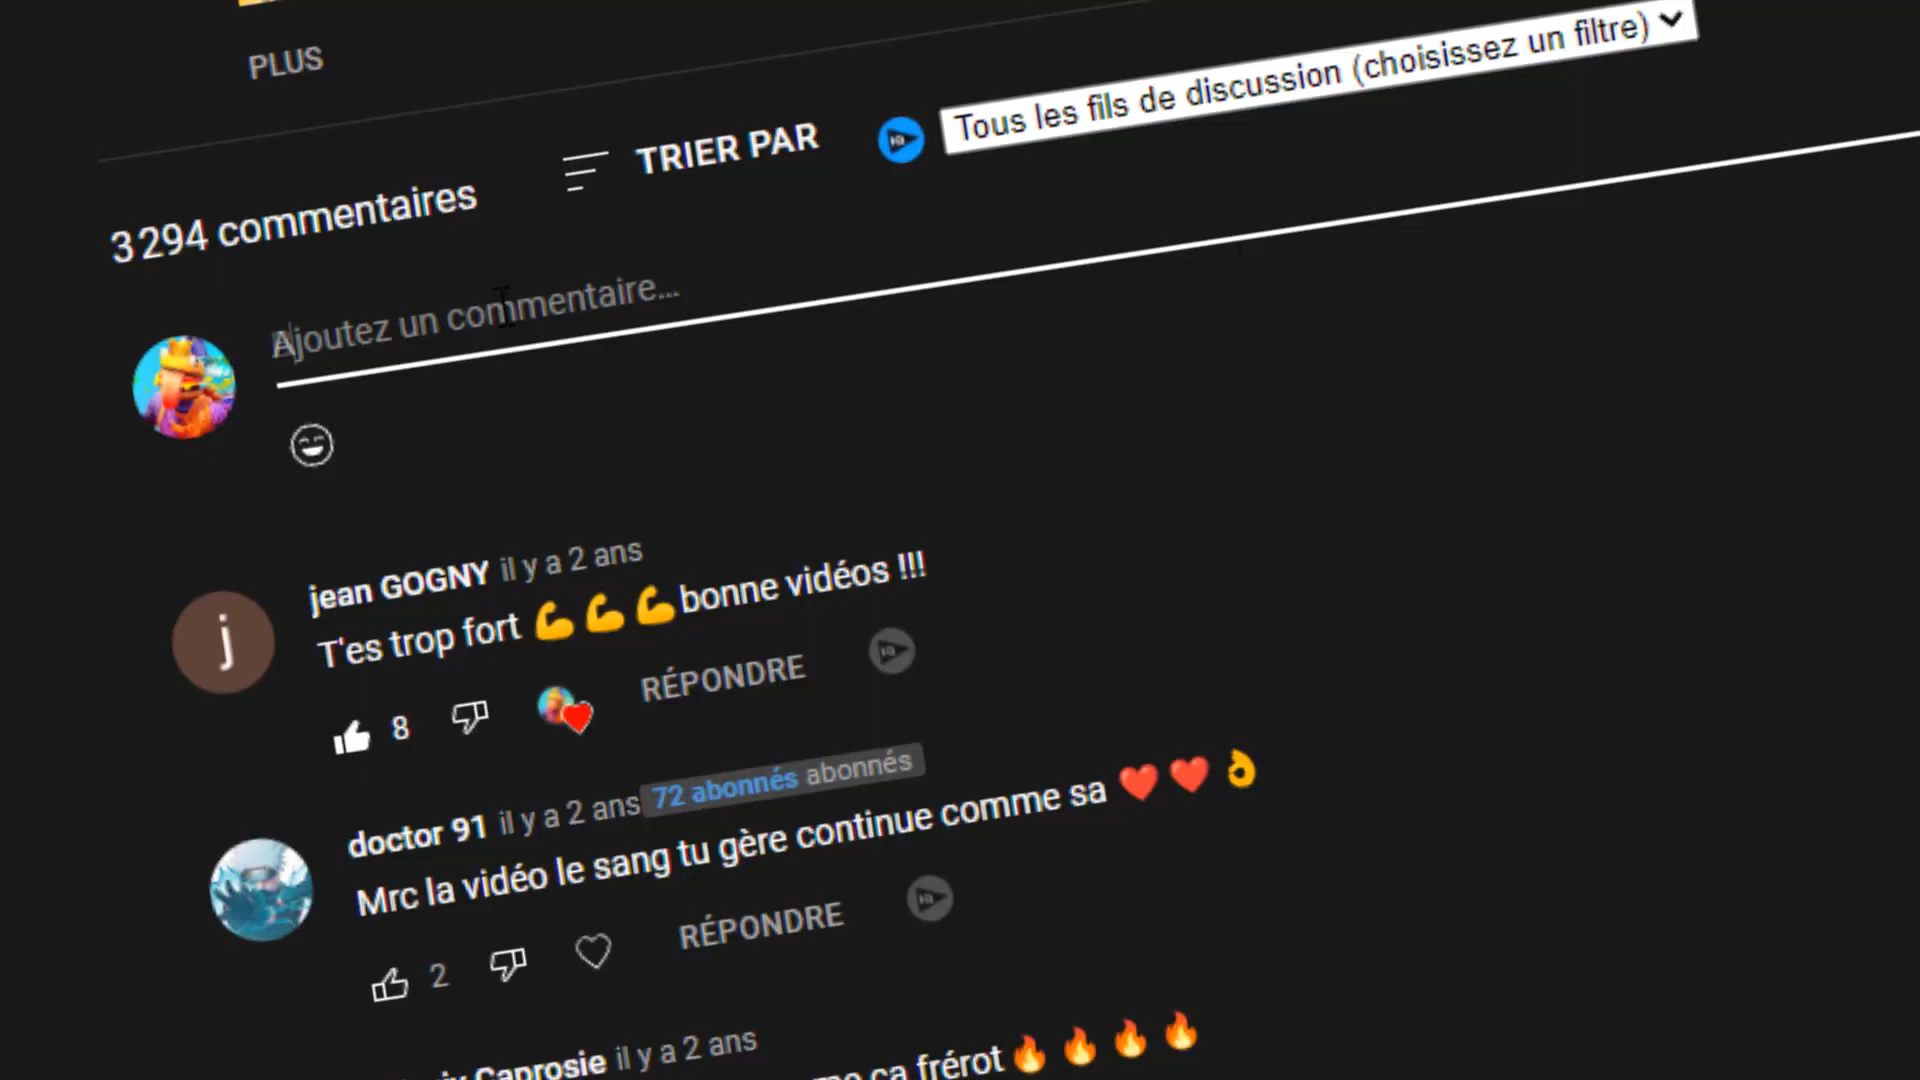 PLUS
3 294 commentaires
TRIER PAR
Tous les fils de discussion (choisissez un filtre)
Ajoutez un commentaire...
jean GOGNY il y a 2 ans
T'es trop fort 💪💪💪bonne vidéos !!!
8
RÉPONDRE
j
doctor 91 il y a 2 ans 72 abonnés abonnés
Mrc la vidéo le sang tu gère continue comme sa ❤️❤️👌
2
RÉPONDRE
Caprosie il y a 2 ans
ça frérot🔥🔥🔥🔥